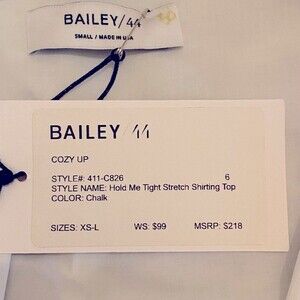 BAILEY/44
SMALL / MADE IN USA
BAILEY 44
COZY UP
STYLE#: 411-C826 6
STYLE NAME: Hold Me Tight Stretch Shirting Top
COLOR: Chalk
SIZES: XS-L WS: $99 MSRP: $218